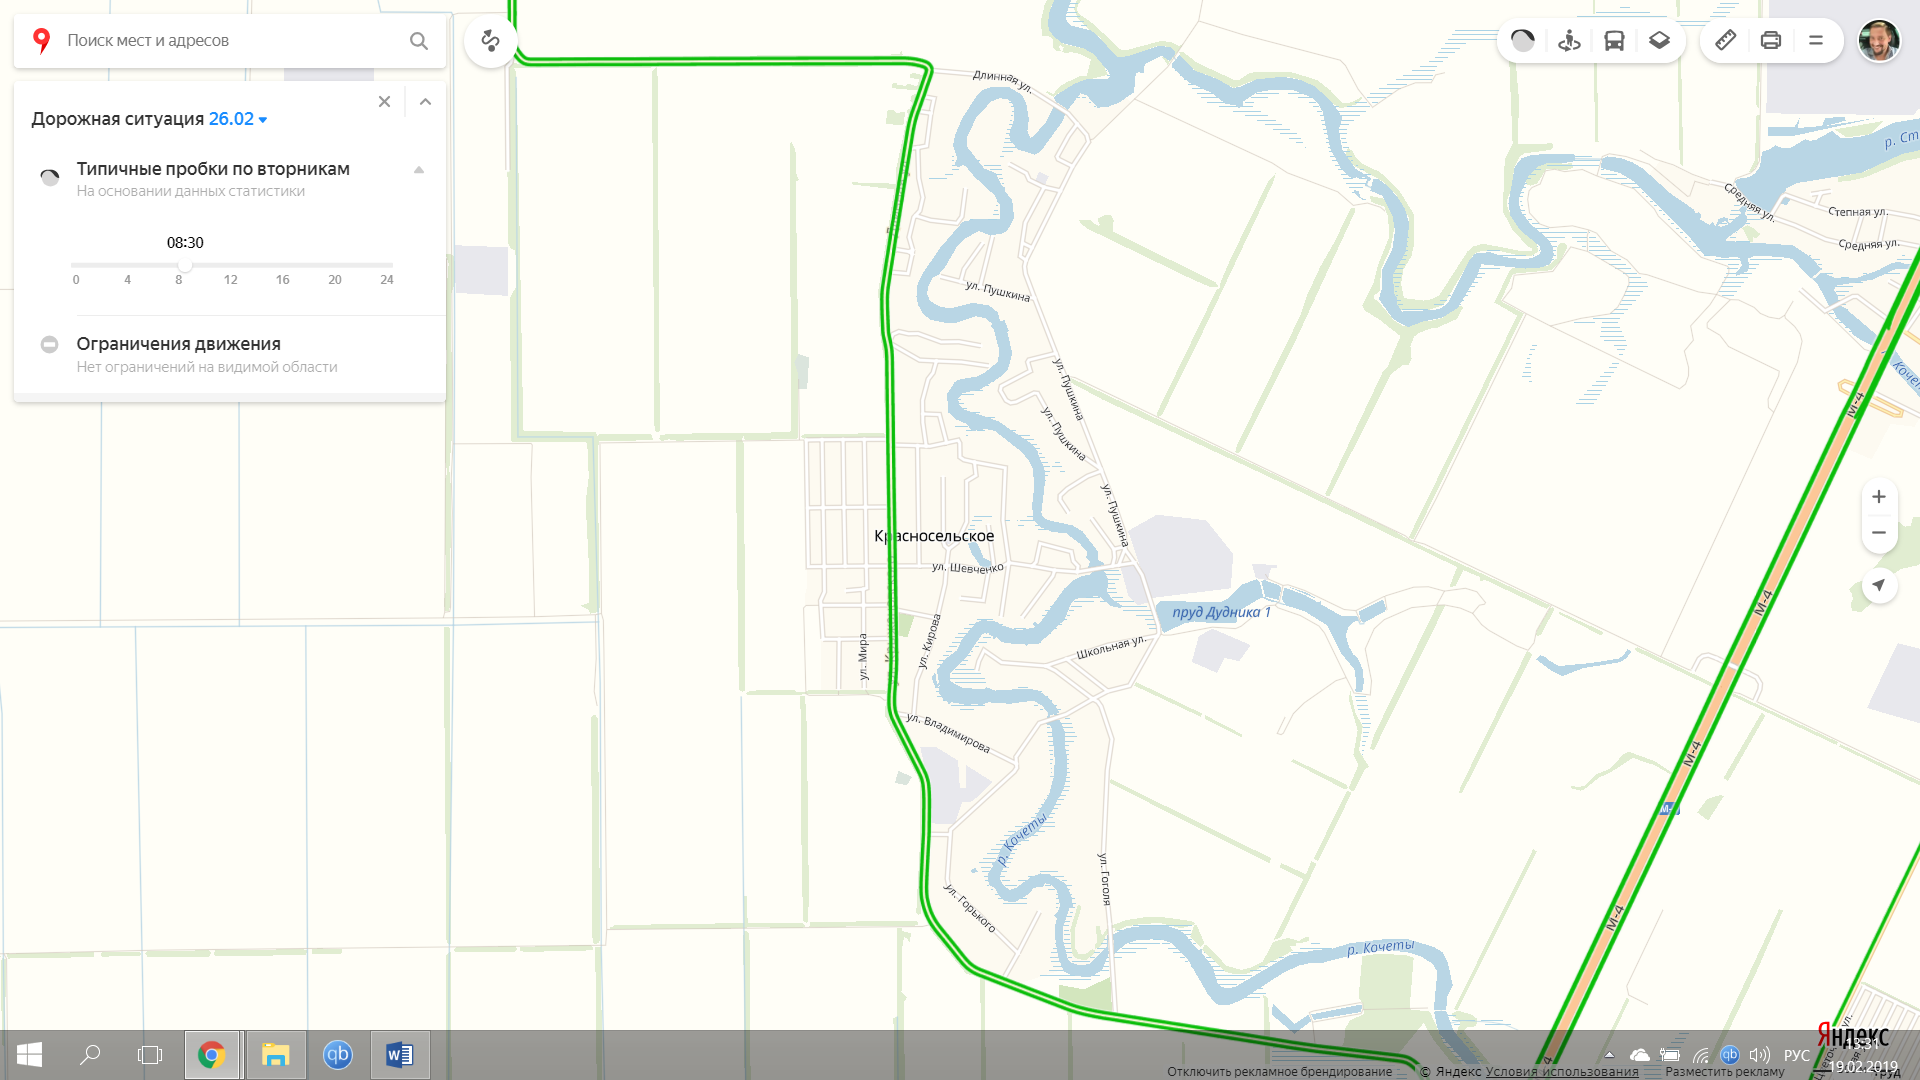 Поиск мест и адресов
Дорожная ситуация 26.02
Типичные пробки по вторникам
На основании данных статистики
08:30
0 4 8 12 16 20 24
Ограничения движения
Нет ограничений на видимой области
Длинная ул.
р. Ст
Средняя ул.
Степная ул.
Средняя ул.
ул. Пушкина
ул. Пушкина
ул. Пушкина
М-4
ул. Пушкина
Красносельское
ул. Шевченко
М-4
пруд Дудника 1
ул. Кирова
ул. Мира
Школьная ул.
ул. Владимирова
М-4
р. Кочеты
ул. Гоголя
ул. Горького
М-4
р. Кочеты
Яндекс
qb
qb
РУС
13:31
19.02.2019
Отключить рекламное брендирование
© Яндекс Условия использования
Разместить рекламу